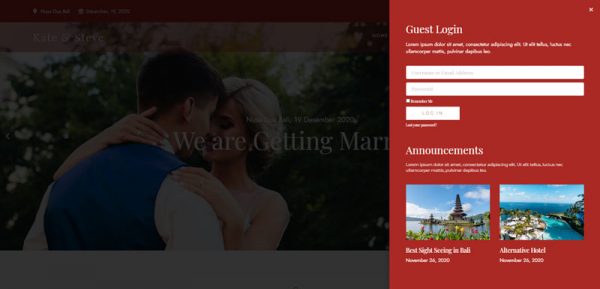 Nusa Dua Bali
December, 19, 2020
Kate & Steve
HOME
Nusa Dua Bali, 19 December 2020
We are Getting Marr
Guest Login
Lorem ipsum dolor sit amet, consectetur adipiscing elit. Ut elit tellus, luctus nec
ullamcorper mattis, pulvinar dapibus leo.
Username or Email Address
Password
Remember Me
LOG IN
Lost your password?
Announcements
Lorem ipsum dolor sit amet, consectetur adipiscing elit. Ut elit tellus, luctus nec
ullamcorper mattis, pulvinar dapibus leo.
Best Sight Seeing in Bali
November 26, 2020
Alternative Hotel
November 26, 2020